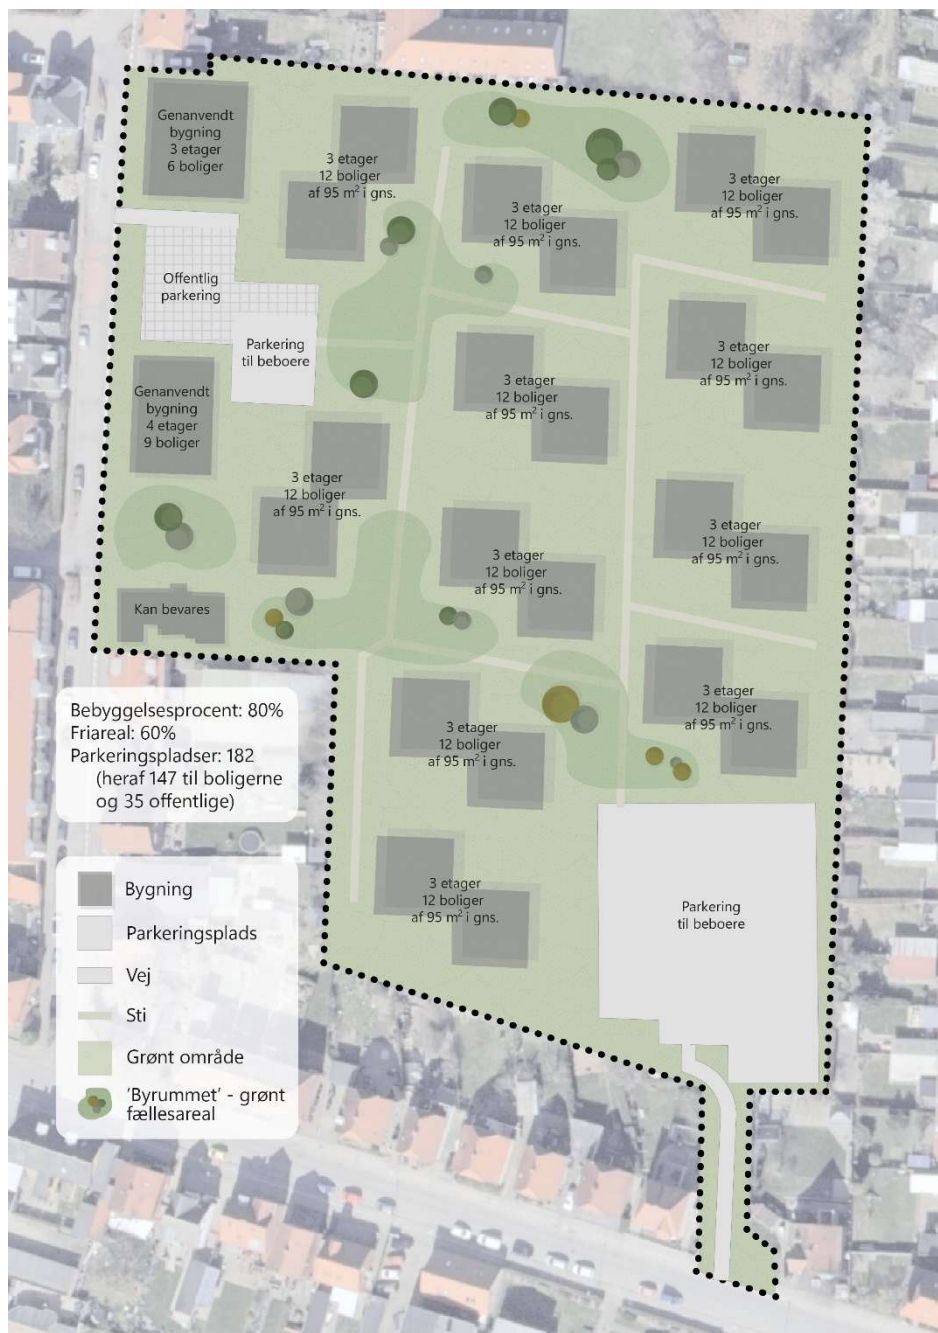 Genanvendt
bygning
3 etager
6 boliger
3 etager
12 boliger
af 95 m² i gns.
3 etager
12 boliger
af 95 m² i gns.
3 etager
12 boliger
af 95 m² i gns.
Offentlig
parkering
Parkering
til beboere
3 etager
12 boliger
af 95 m² i gns.
3 etager
12 boliger
af 95 m² i gns.
Genanvendt
bygning
4 etager
9 boliger
3 etager
12 boliger
af 95 m² i gns.
3 etager
12 boliger
af 95 m² i gns.
3 etager
12 boliger
af 95 m² i gns.
Kan bevares
3 etager
12 boliger
af 95 m² i gns.
3 etager
12 boliger
af 95 m² i gns.
3 etager
12 boliger
af 95 m² i gns.
Parkering
til beboere
Bebyggelsesprocent: 80%
Friareal: 60%
Parkeringspladser: 182
(heraf 147 til boligerne
og 35 offentlige)
Bygning
Parkeringsplads
Vej
Sti
Grønt område
'Byrummet' - grønt
fællesareal